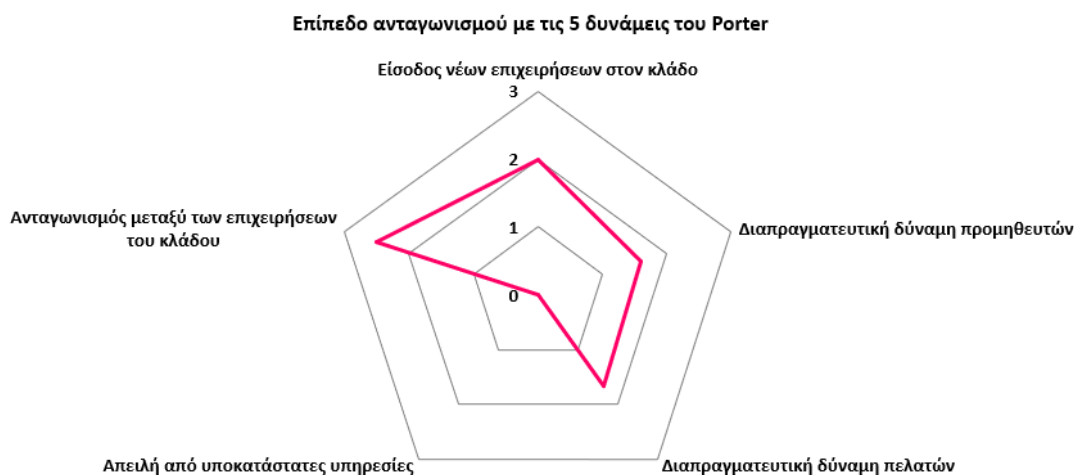 Επίπεδο ανταγωνισμού με τις 5 δυνάμεις του Porter
Είσοδος νέων επιχειρήσεων στον κλάδο
3
2
1
0
Ανταγωνισμός μεταξύ των επιχειρήσεων
του κλάδου
Διαπραγματευτική δύναμη προμηθευτών
Απειλή από υποκατάστατες υπηρεσίες
Διαπραγματευτική δύναμη πελατών